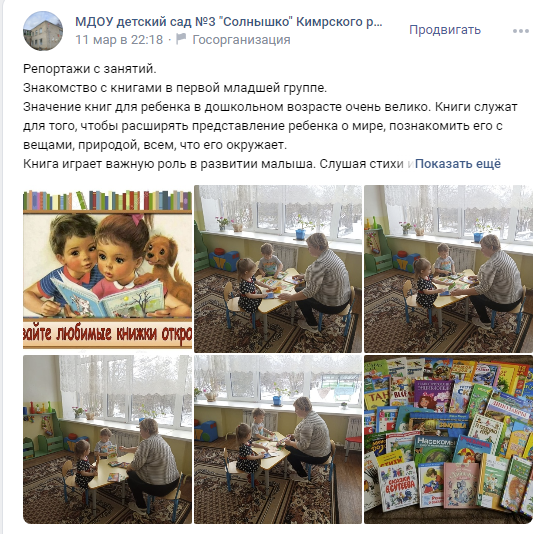 МДОУ детский сад №3 "Солнышко" Кимрского р...
11 мар в 22:18 · Госорганизация
Продвигать
Репортажи с занятий.
Знакомство с книгами в первой младшей группе.
Значение книг для ребенка в дошкольном возрасте очень велико. Книги служат
для того, чтобы расширять представление ребенка о мире, познакомить его с
вещами, природой, всем, что его окружает.
Книга играет важную роль в развитии малыша. Слушая стихи и Показать ещё
вайте любимые книжки откро
Насекомые
СКАЗКИ
В.СУТЕЕВА